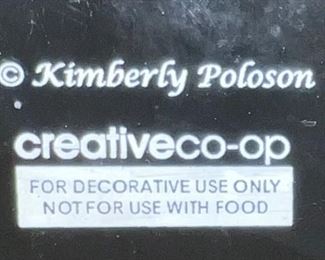 © Kimberly Poloson
creativeco-op
FOR DECORATIVE USE ONLY
NOT FOR USE WITH FOOD